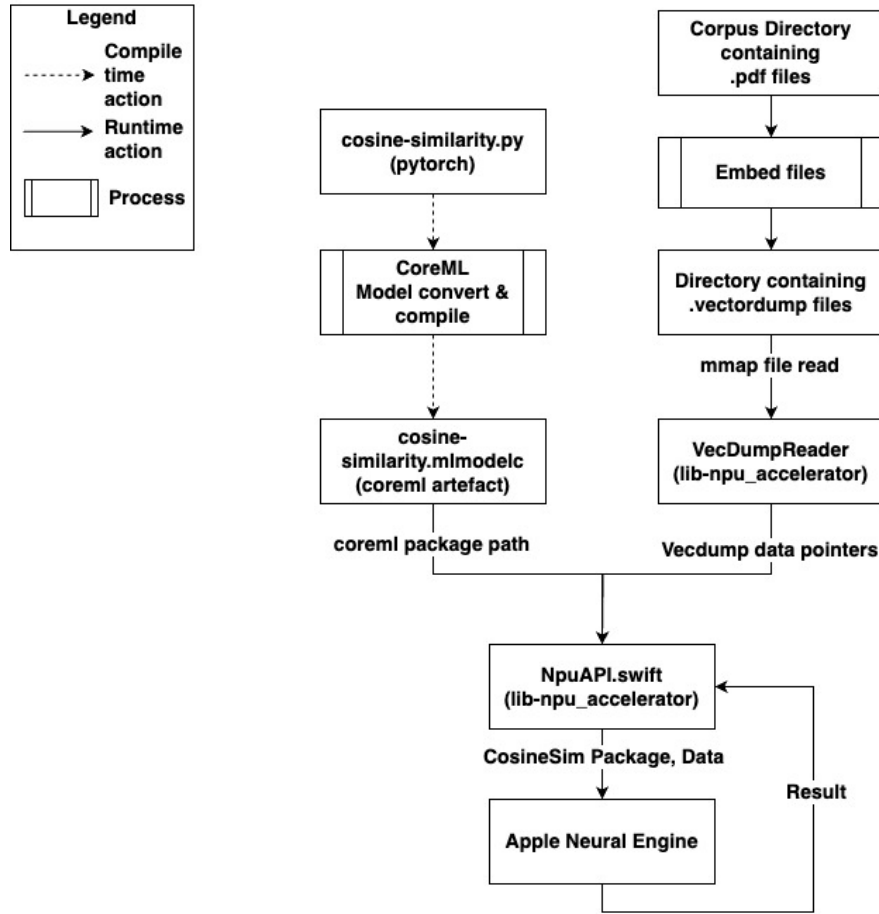 Legend
Compile
time
action
Runtime
action
Process
Corpus Directory
containing
.pdf files
cosine-similarity.py
(pytorch)
Embed files
CoreML
Model convert &
compile
Directory containing
.vectordump files
mmap file read
cosine-
similarity.mlmodelc
(coreml artefact)
VecDumpReader
(lib-npu_accelerator)
coreml package path
Vecdump data pointers
NpuAPI.swift
(lib-npu_accelerator)
CosineSim Package, Data
Result
Apple Neural Engine